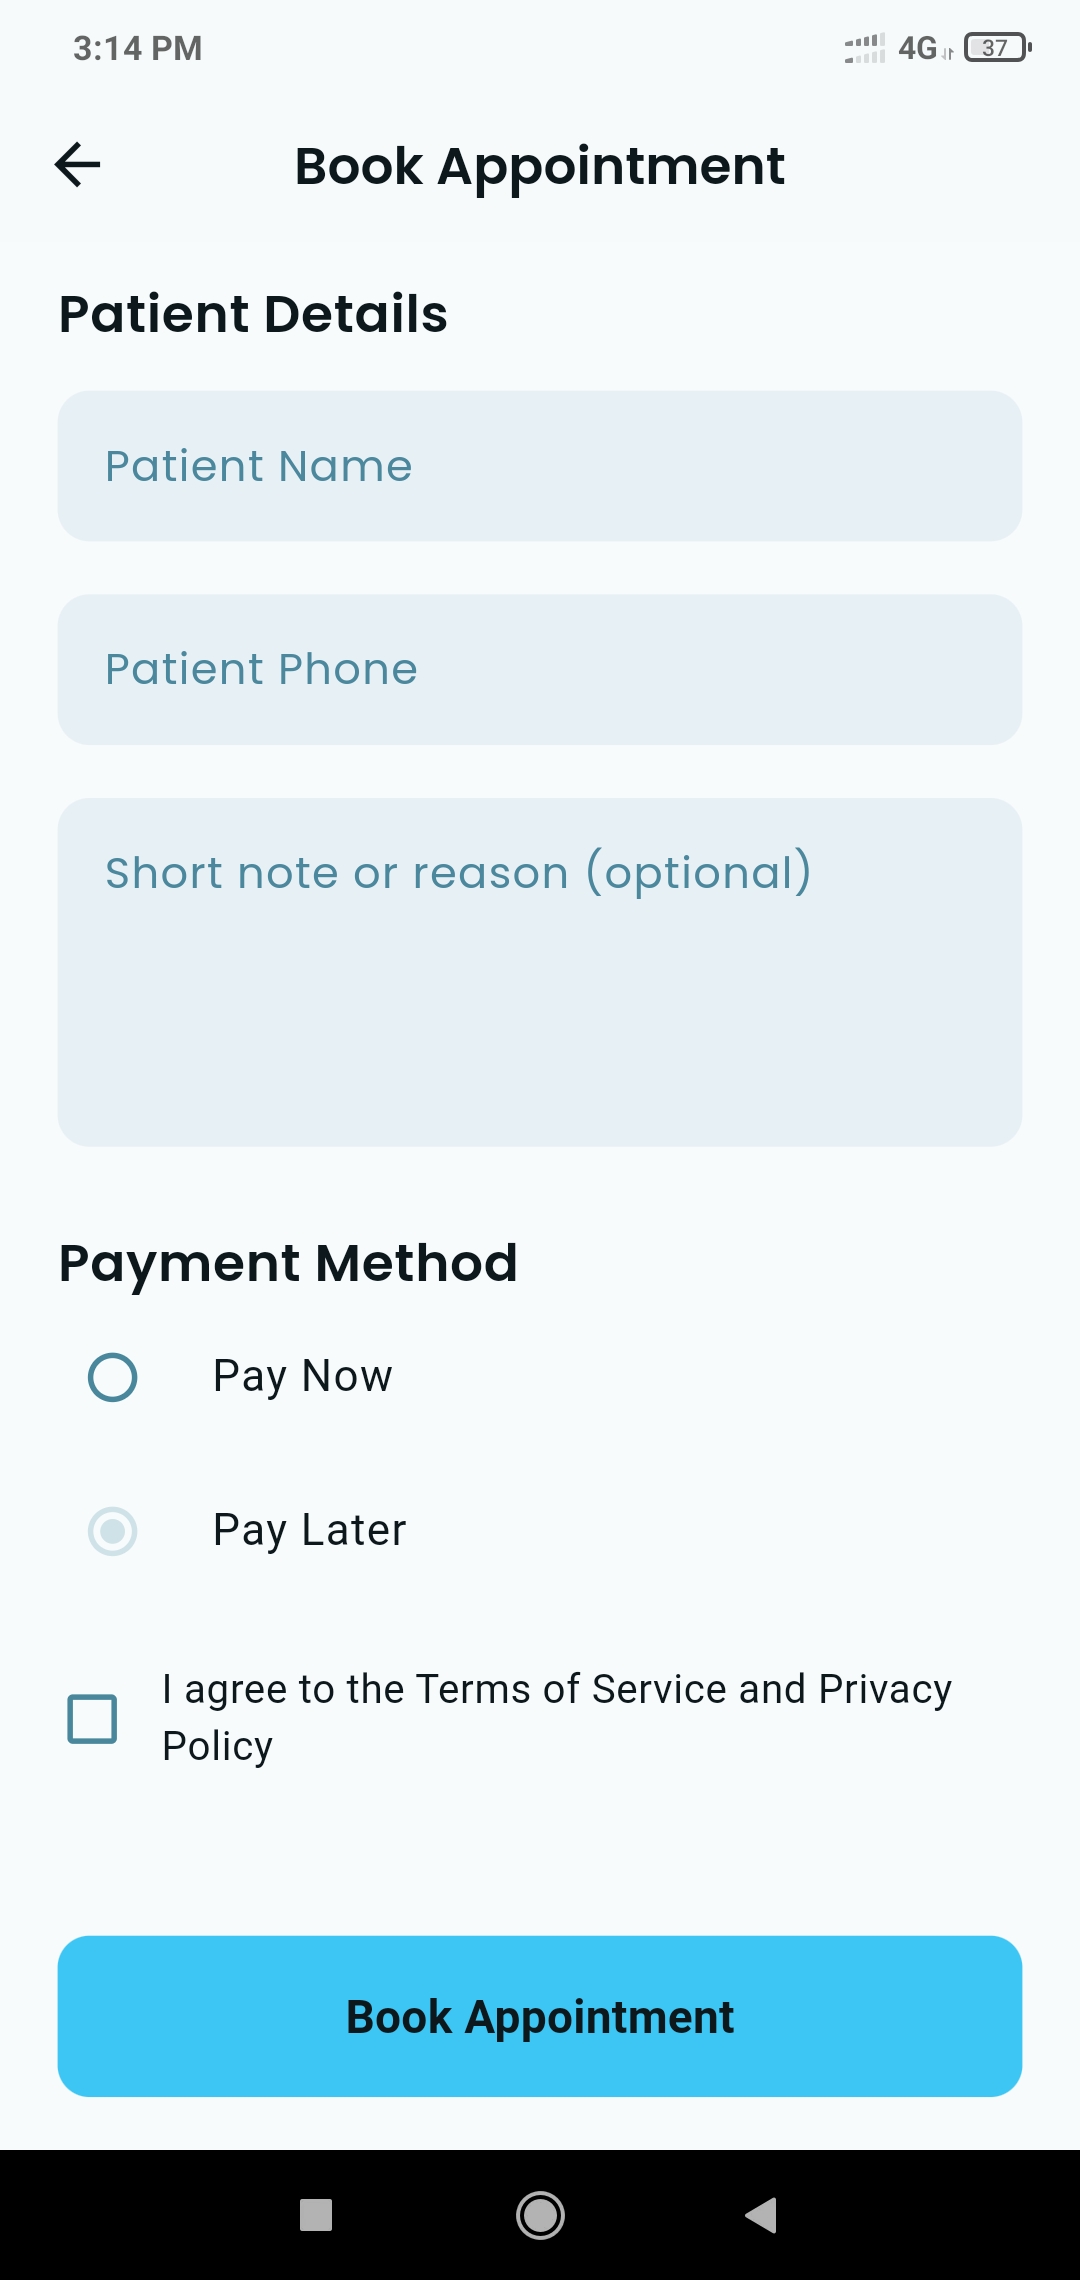 3:14 PM 4G 37
Book Appointment
Patient Details
Patient Name
Patient Phone
Short note or reason (optional)
Payment Method
Pay Now
Pay Later
I agree to the Terms of Service and Privacy
Policy
Book Appointment